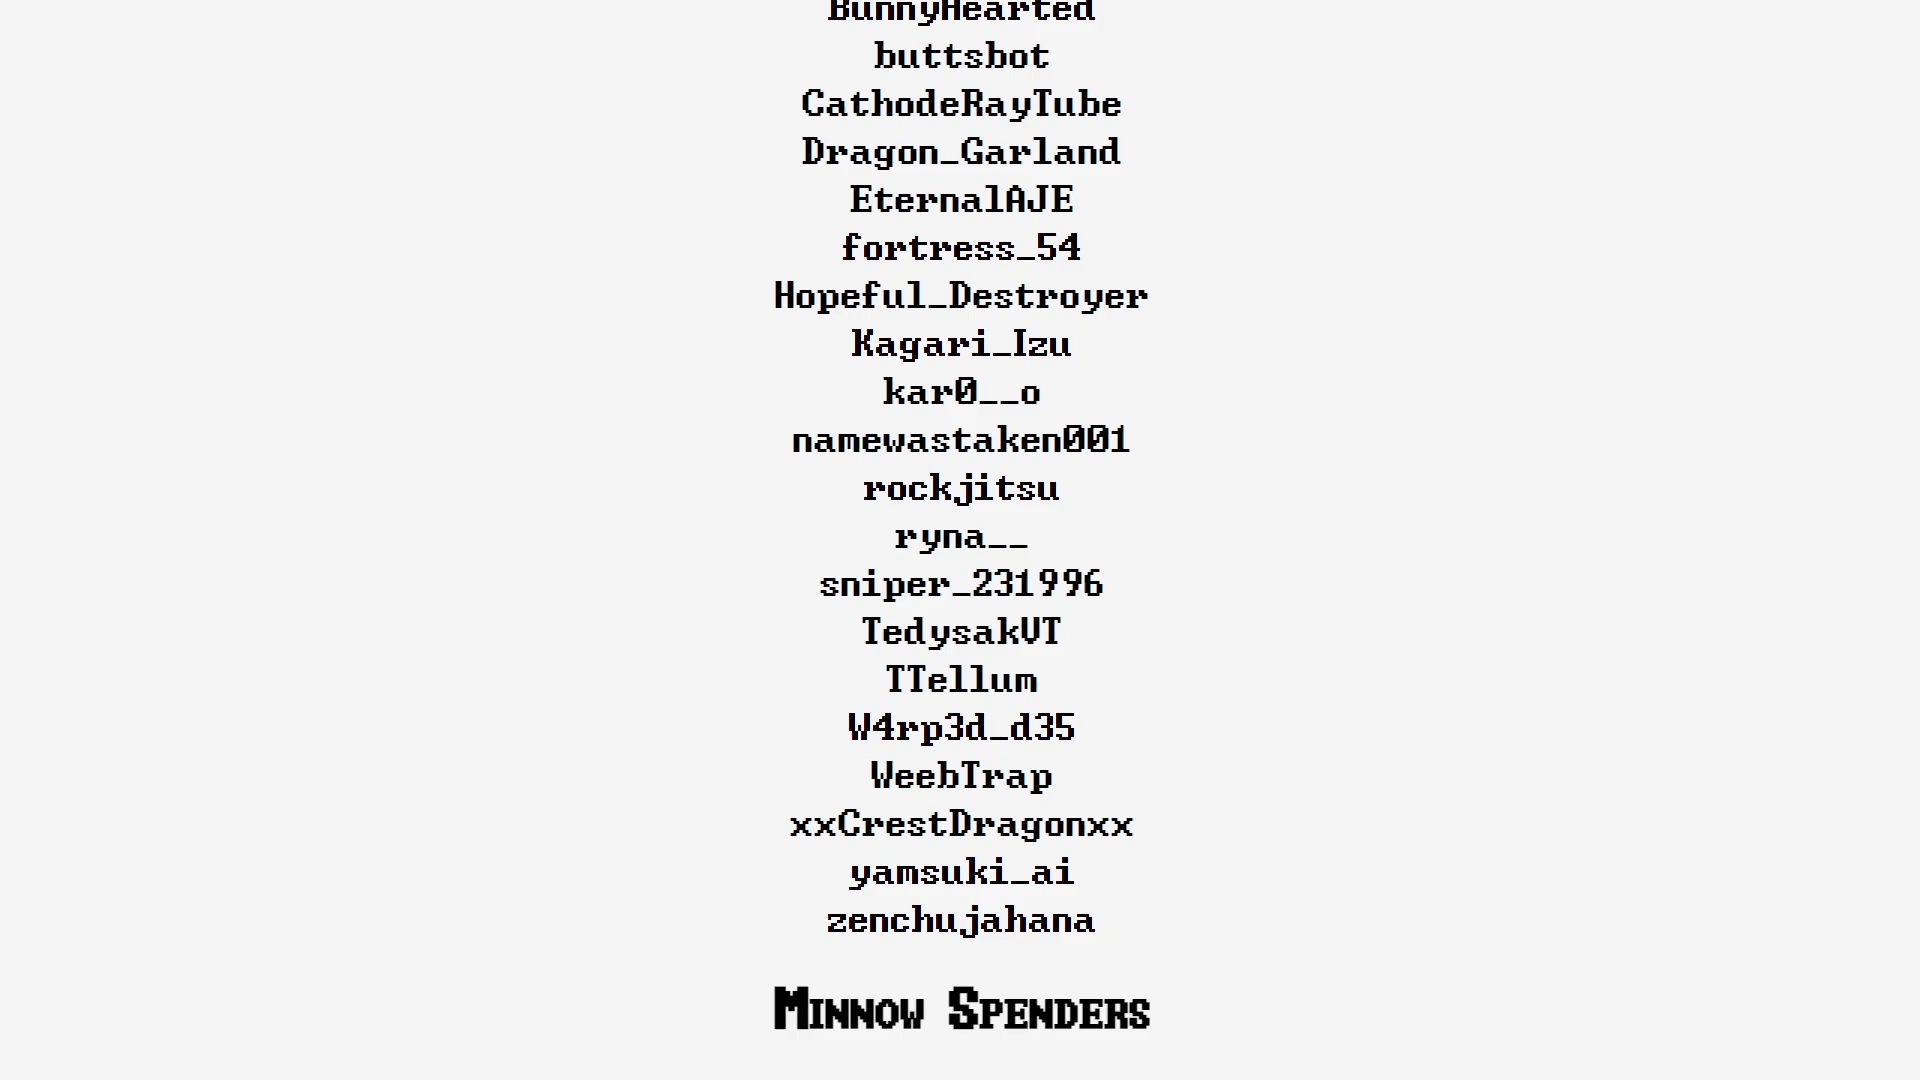 BunnyHearted
buttsbot
CathodeRayTube
Dragon_Garland
EternalAJE
fortress_54
Hopeful_Destroyer
Kagari_Izu
kar0__o
namewastaken001
rockjitsu
ryna__
sniper_231996
TedysakVT
TTellum
W4rp3d_d35
WeebTrap
xxCrestDragonxx
yamsuki_ai
zenchujahana
Minnow Spenders